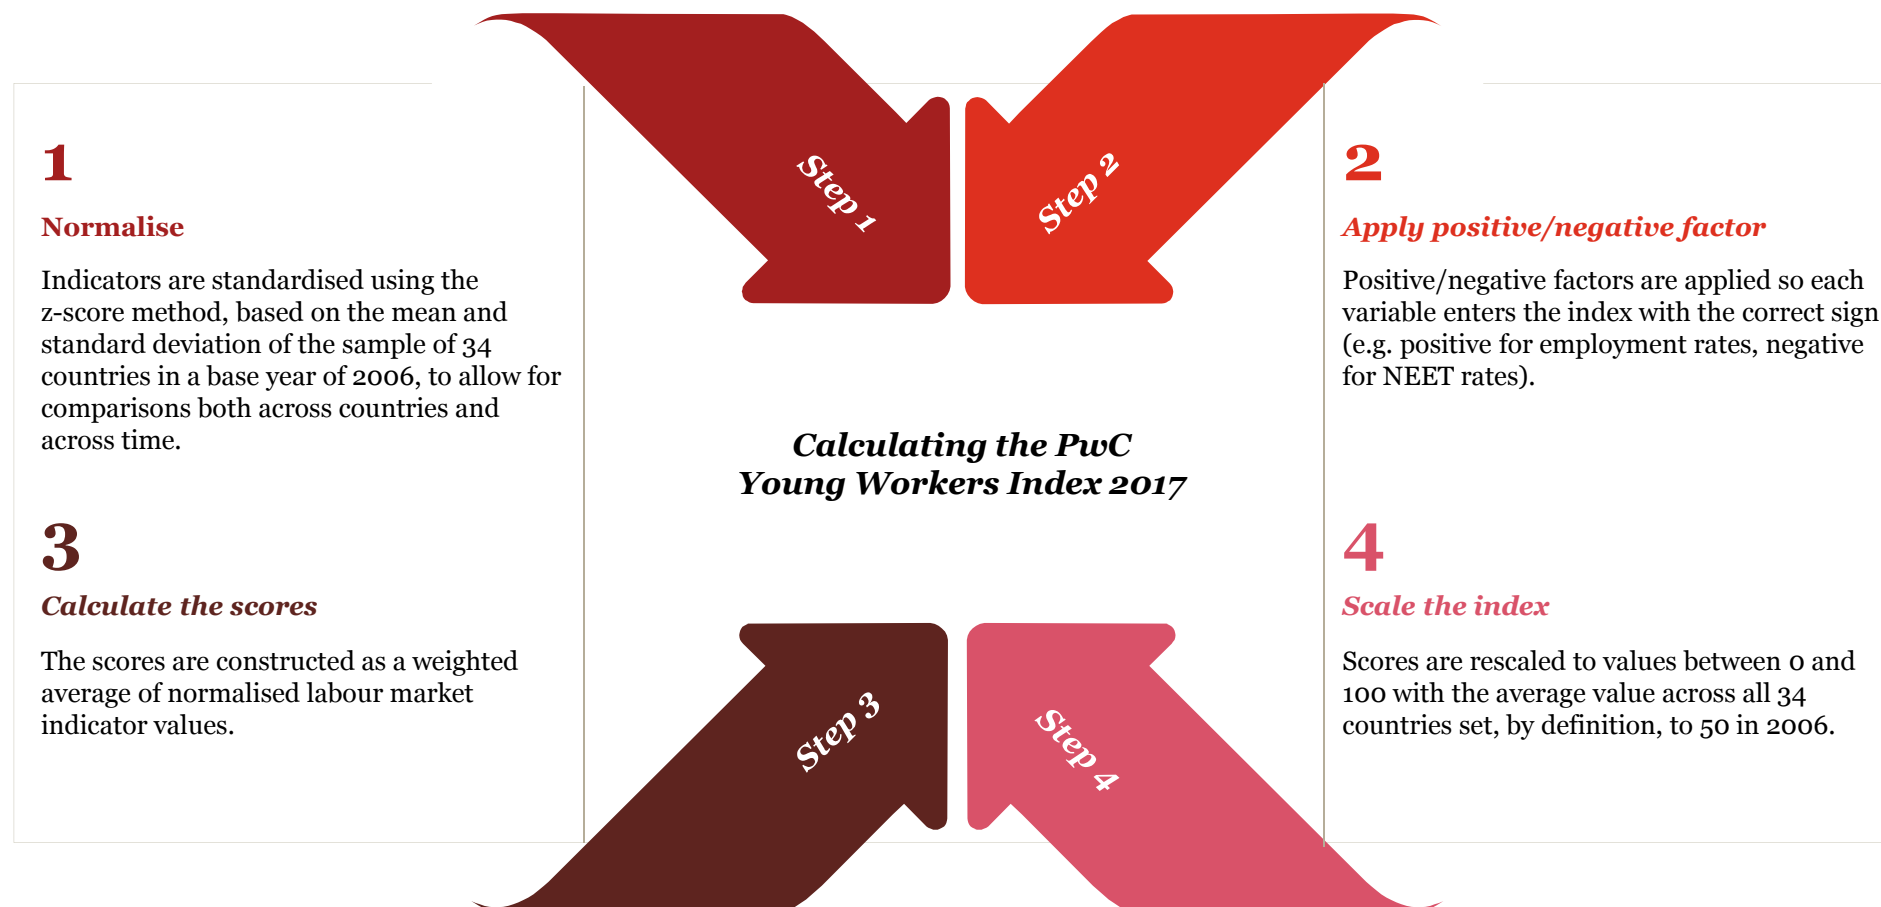 Step 1
Step 2
1
Normalise
Indicators are standardised using the
z-score method, based on the mean and
standard deviation of the sample of 34
countries in a base year of 2006, to allow for
comparisons both across countries and
across time.
2
Apply positive/negative factor
Positive/negative factors are applied so each
variable enters the index with the correct sign
(e.g. positive for employment rates, negative
for NEET rates).
Calculating the PwC
Young Workers Index 2017
3
Calculate the scores
The scores are constructed as a weighted
average of normalised labour market
indicator values.
4
Scale the index
Scores are rescaled to values between 0 and
100 with the average value across all 34
countries set, by definition, to 50 in 2006.
Step 3
Step 4